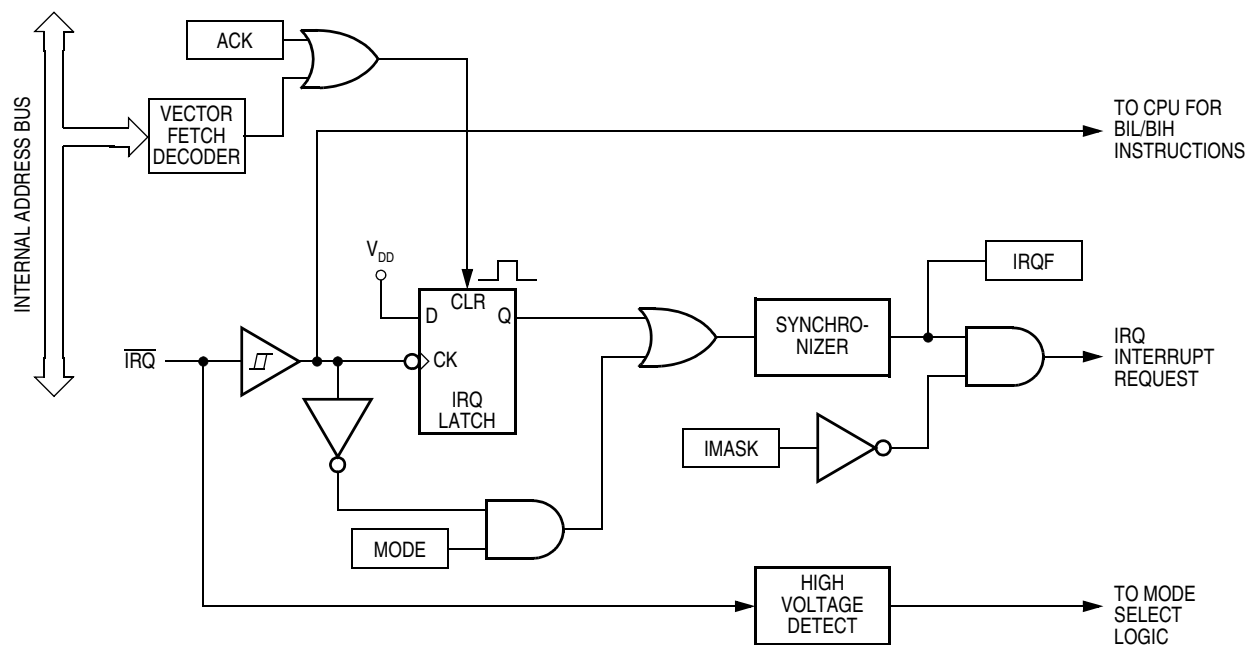 INTERNAL ADDRESS BUS
ACK
VECTOR
FETCH
DECODER
TO CPU FOR
BIL/BIH
INSTRUCTIONS
VDD
IRQF
CLR
D
Q
SYNCHRO-
NIZER
IRQ
CK
IRQ
INTERRUPT
REQUEST
IRQ
LATCH
IMASK
MODE
HIGH
VOLTAGE
DETECT
TO MODE
SELECT
LOGIC